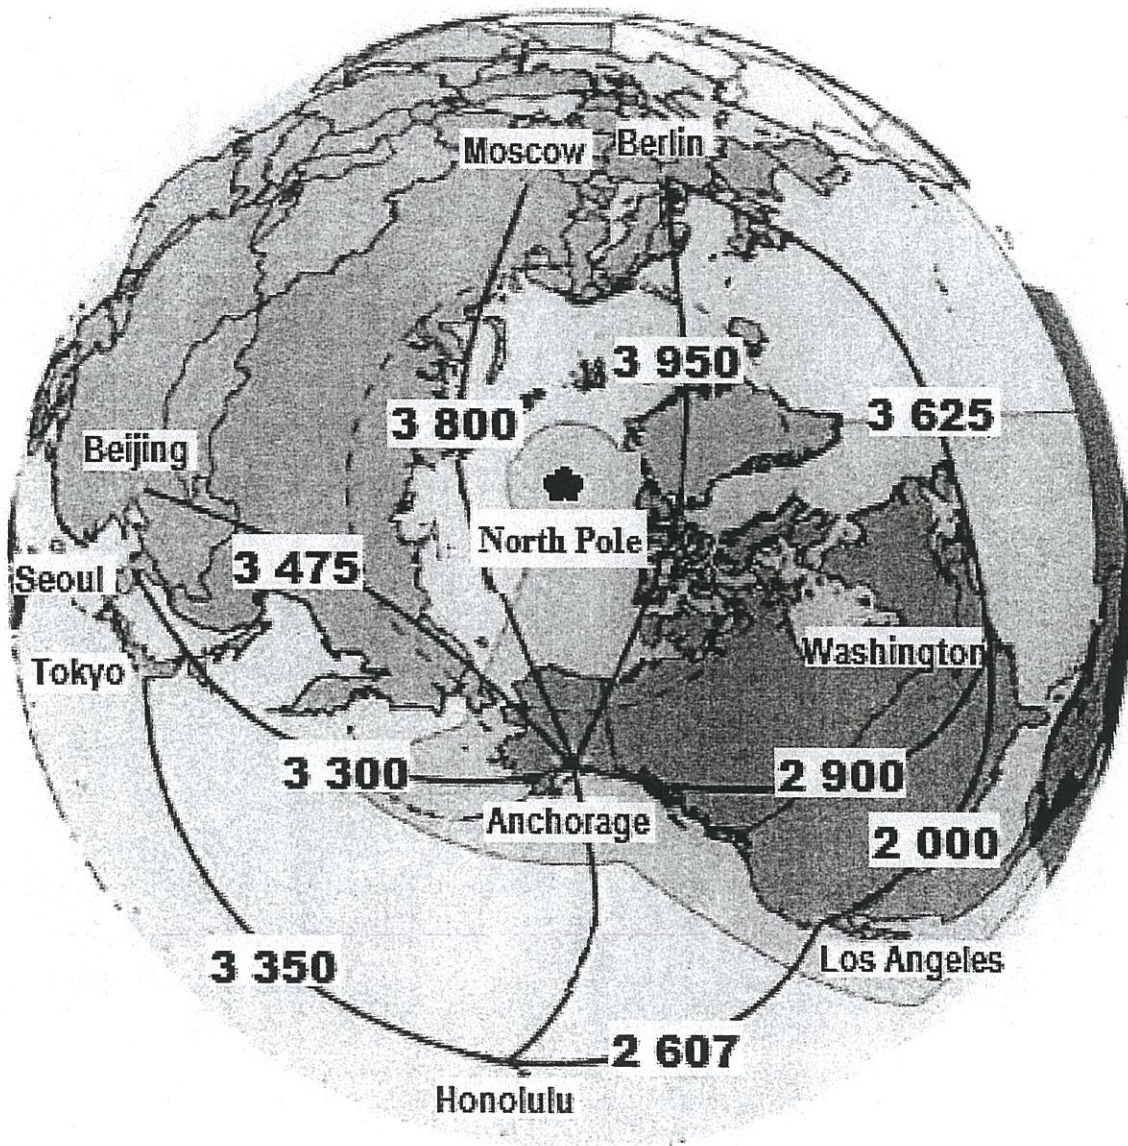 Moscow
Berlin
3 950
3 800
3 625
Beijing
North Pole
3 475
Seoul
Washington
Tokyo
3 300
2 900
Anchorage
2 000
Los Angeles
3 350
2 607
Honolulu